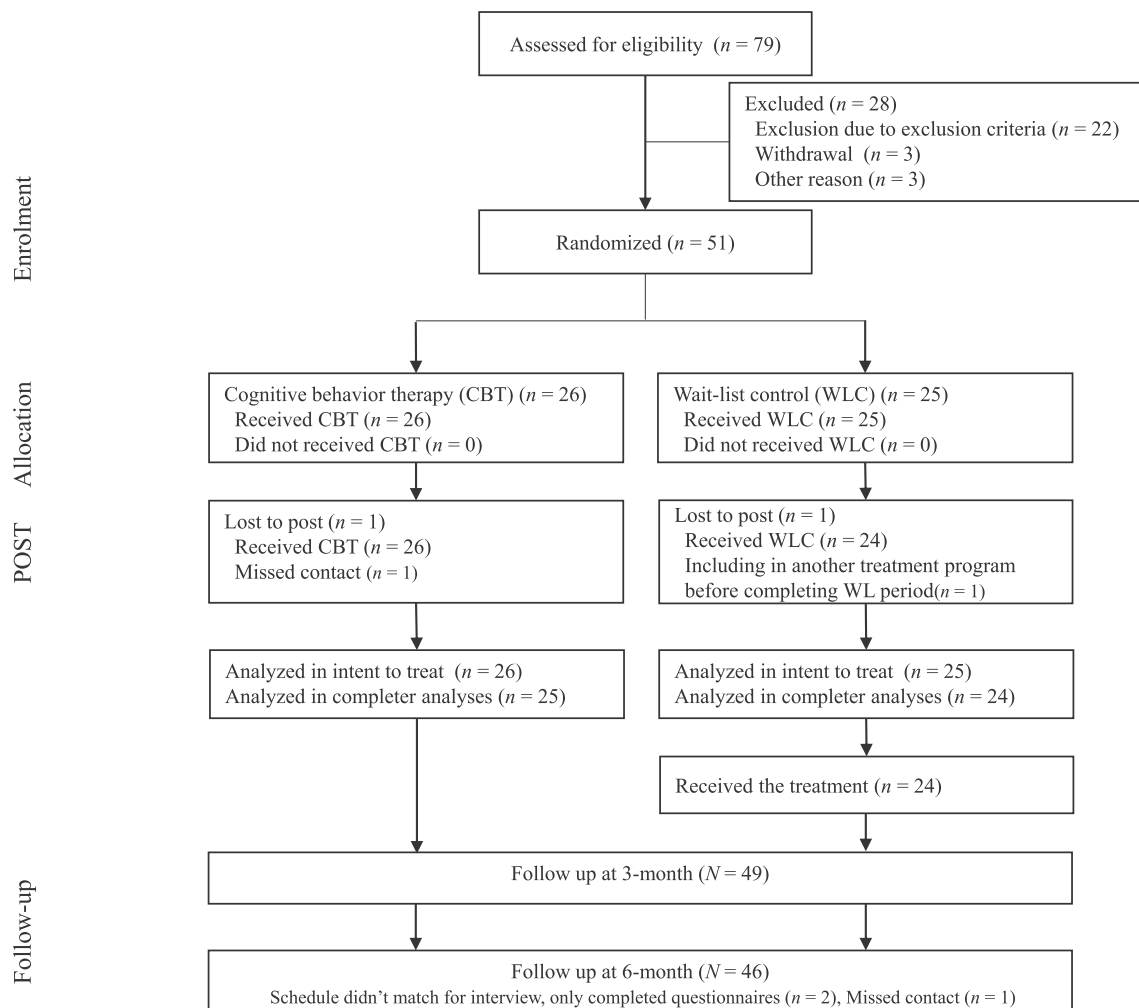 Assessed for eligibility (n = 79)
Excluded (n = 28)
Exclusion due to exclusion criteria (n = 22)
Withdrawal (n = 3)
Other reason (n = 3)
Enrolment
Randomized (n = 51)
Allocation
Cognitive behavior therapy (CBT) (n = 26)
Received CBT (n = 26)
Did not received CBT (n = 0)
Wait-list control (WLC) (n = 25)
Received WLC (n = 25)
Did not received WLC (n = 0)
POST
Lost to post (n = 1)
Received CBT (n = 26)
Missed contact (n = 1)
Lost to post (n = 1)
Received WLC (n = 24)
Including in another treatment program
before completing WL period(n = 1)
Analyzed in intent to treat (n = 26)
Analyzed in completer analyses (n = 25)
Analyzed in intent to treat (n = 25)
Analyzed in completer analyses (n = 24)
Received the treatment (n = 24)
Follow-up
Follow up at 3-month (N = 49)
Follow up at 6-month (N = 46)
Schedule didn't match for interview, only completed questionnaires (n = 2), Missed contact (n = 1)